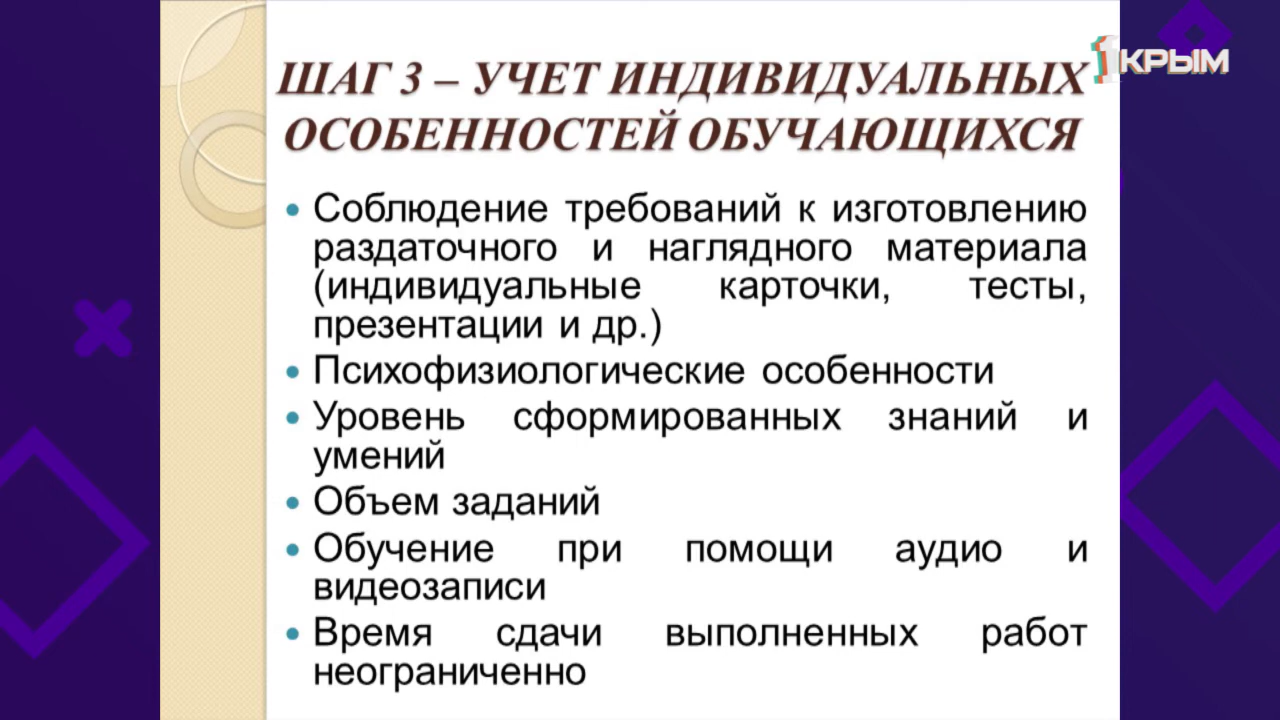 ШАГ 3 – УЧЕТ ИНДИВИДУАЛЬНЫХ
ОСОБЕННОСТЕЙ ОБУЧАЮЩИХСЯ
1КРЫМ
• Соблюдение требований к изготовлению
раздаточного и наглядного материала
(индивидуальные карточки, тесты,
презентации и др.)
• Психофизиологические особенности
• Уровень сформированных знаний и
умений
• Объем заданий
• Обучение при помощи аудио и
видеозаписи
• Время сдачи выполненных работ
неограниченно